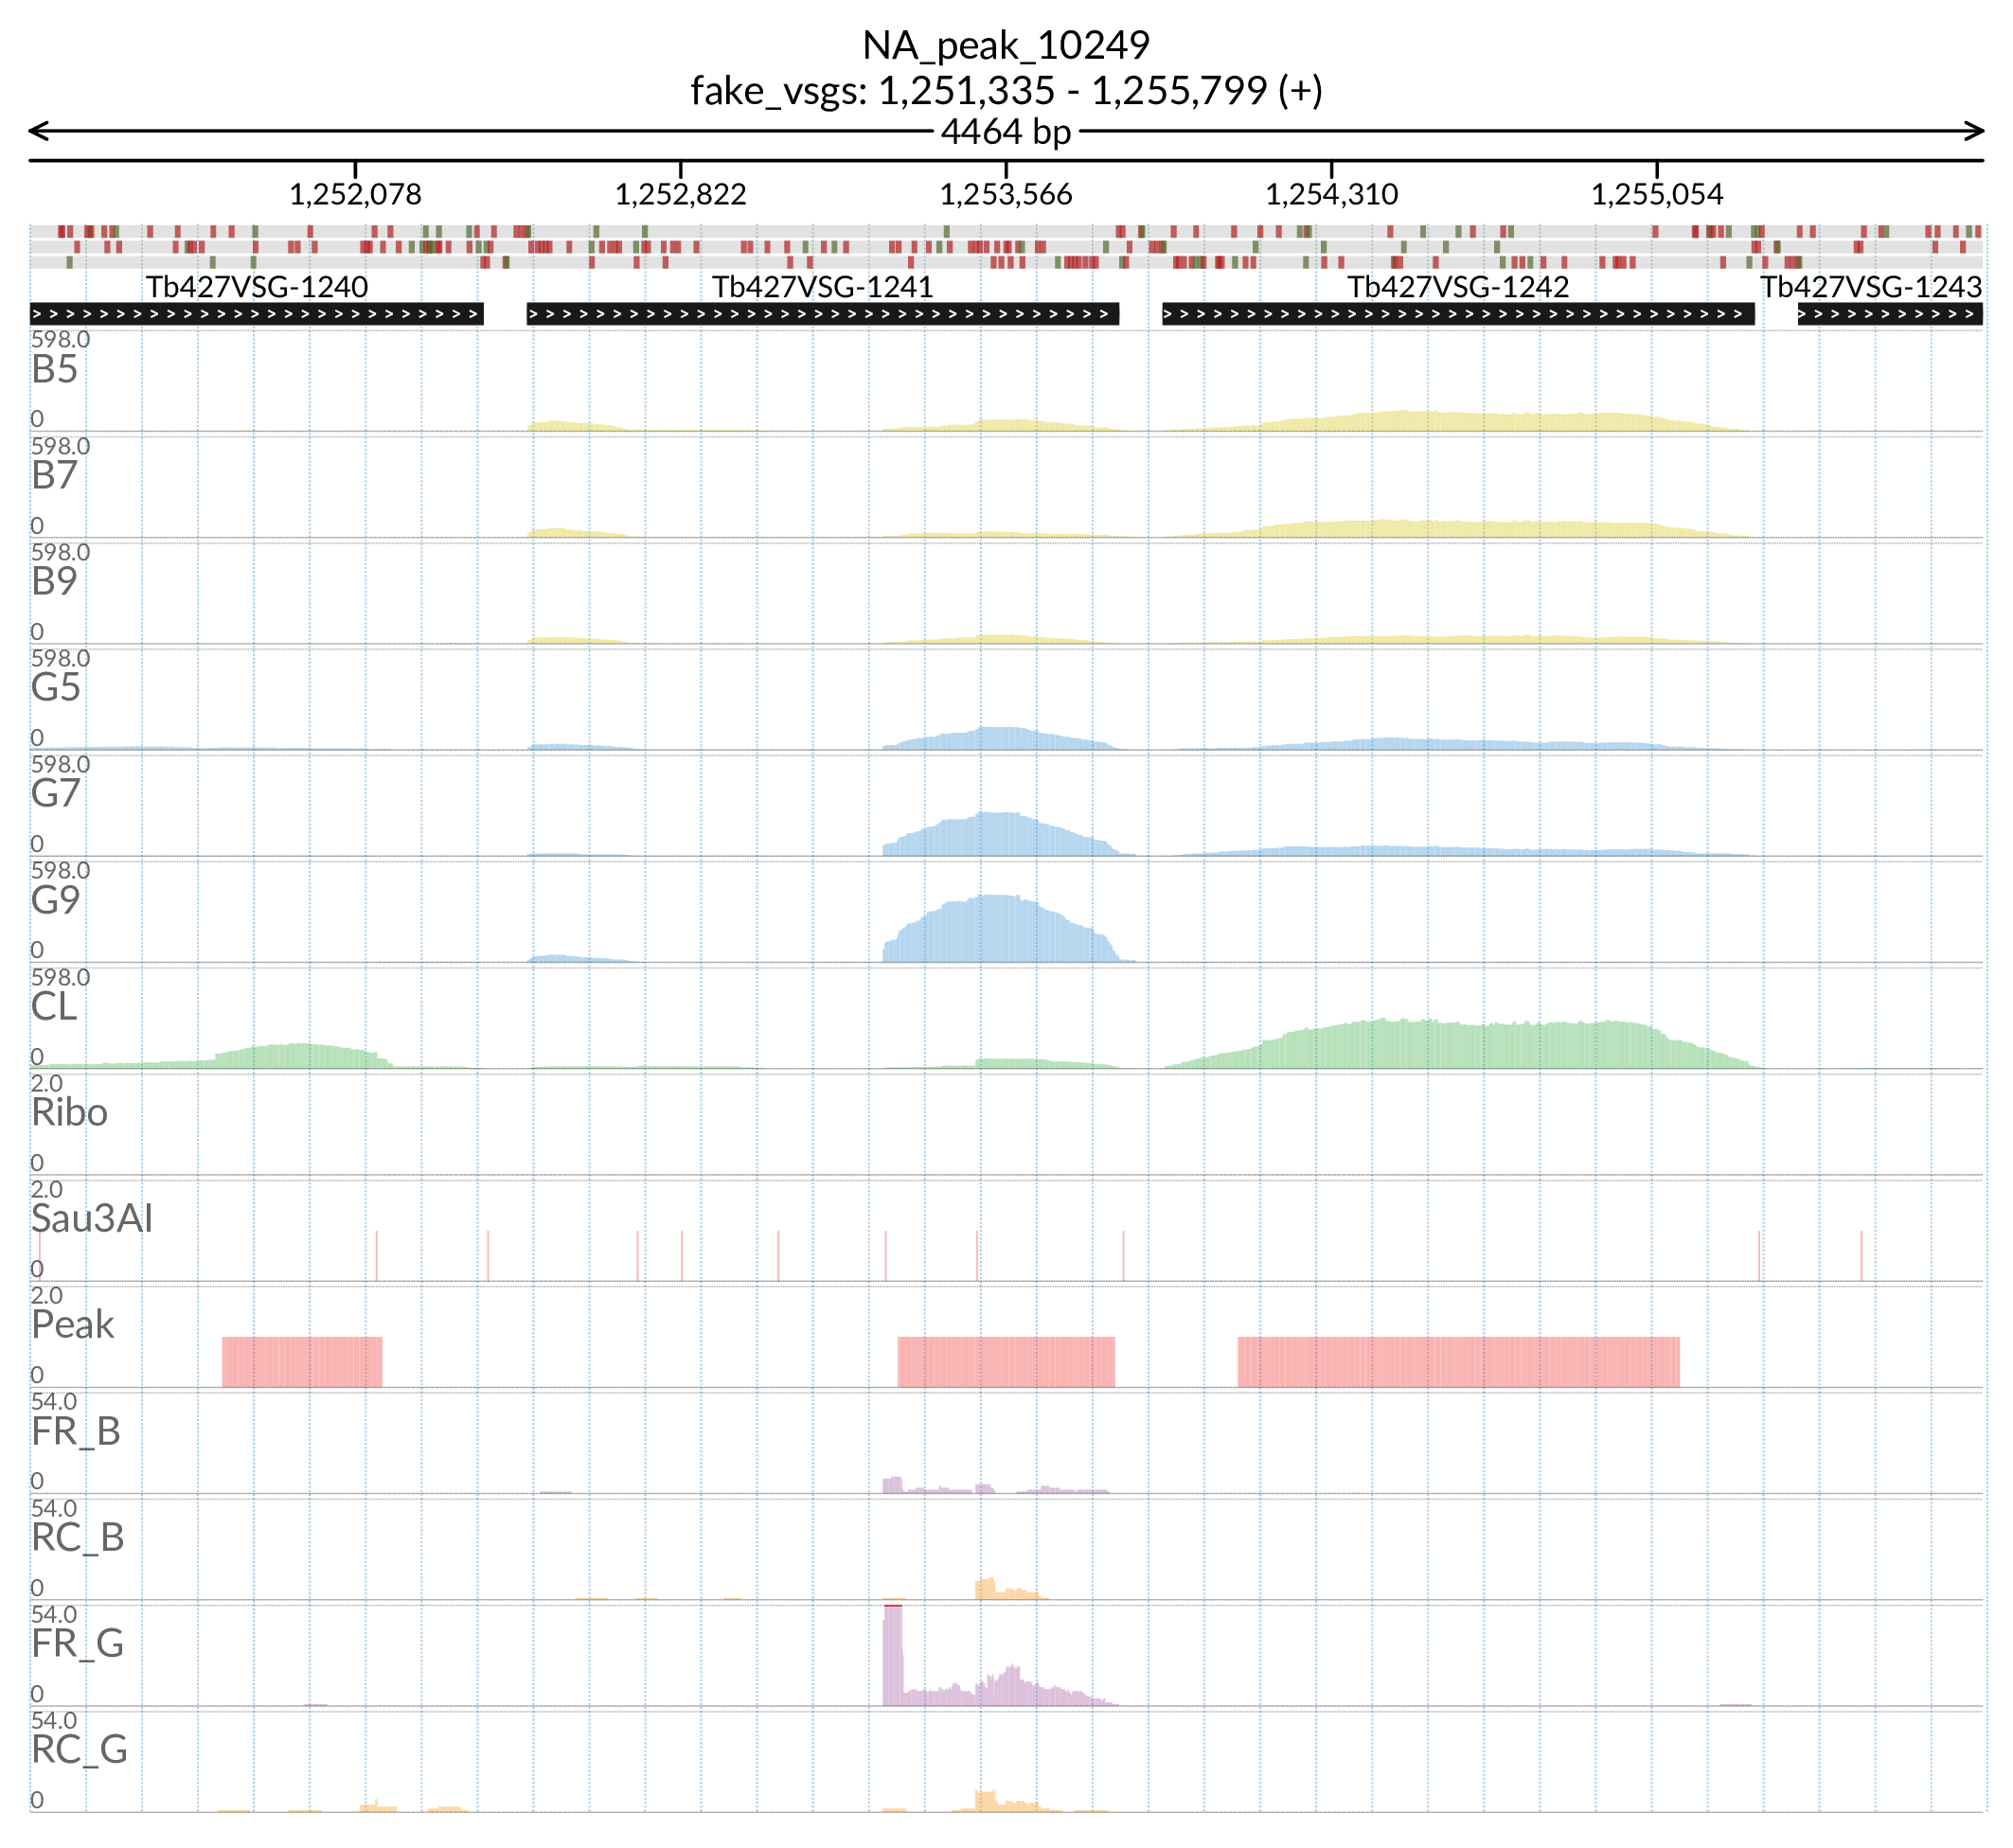 NA_peak_10249
fake_vsgs: 1,251,335 - 1,255,799 (+)
4464 bp
1,252,078 1,252,822 1,253,566 1,254,310 1,255,054
Tb427VSG-1240 Tb427VSG-1241 Tb427VSG-1242 Tb427VSG-1243
598.0
B5
0
598.0
B7
0
598.0
B9
0
598.0
G5
0
598.0
G7
0
598.0
G9
0
598.0
CL
0
2.0
Ribo
0
2.0
Sau3AI
0
2.0
Peak
0
54.0
FR_B
0
54.0
RC_B
0
54.0
FR_G
0
54.0
RC_G
0